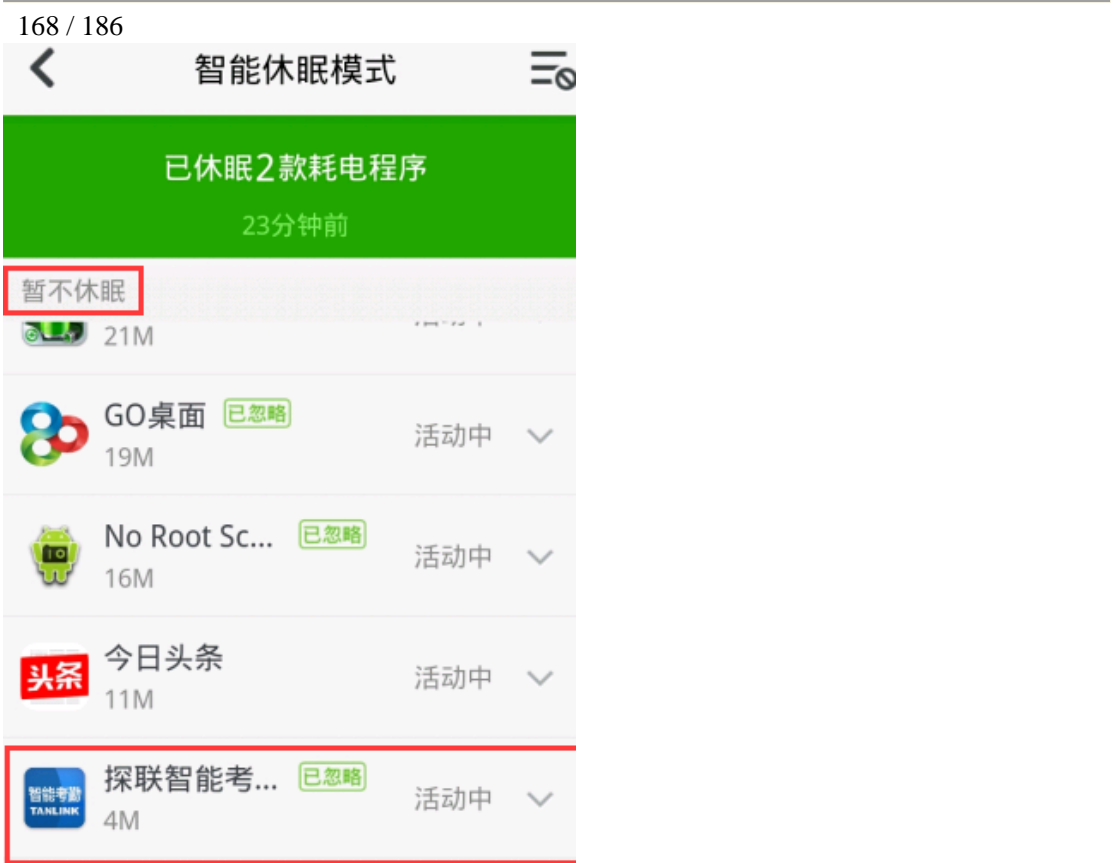 168 / 186
智能休眠模式
已休眠2款耗电程序
23分钟前
暂不休眠
21M
GO桌面 已忽略
19M
活动中
No Root Sc... 已忽略
16M
活动中
今日头条
头条
11M
活动中
探联智能考... 已忽略
智能考勤
TANLINK
4M
活动中